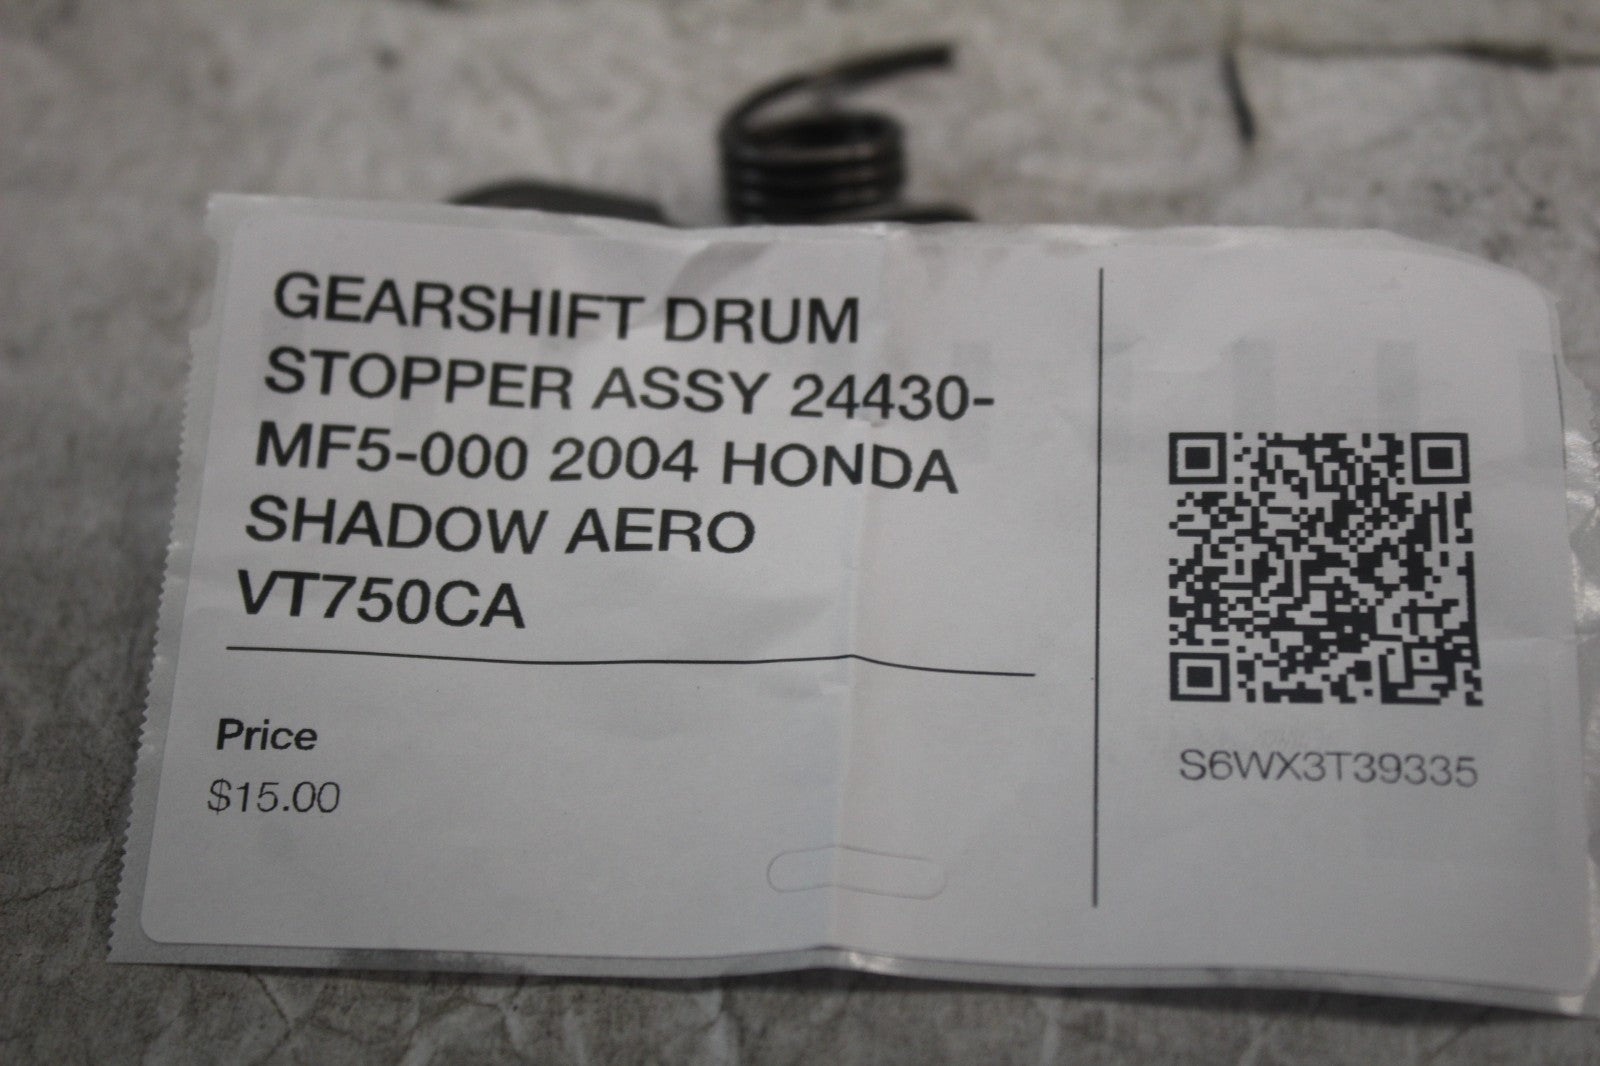 GEARSHIFT DRUM
STOPPER ASSY 24430-
MF5-000 2004 HONDA
SHADOW AERO
VT750CA
Price
$15.00
S6WX3T39335